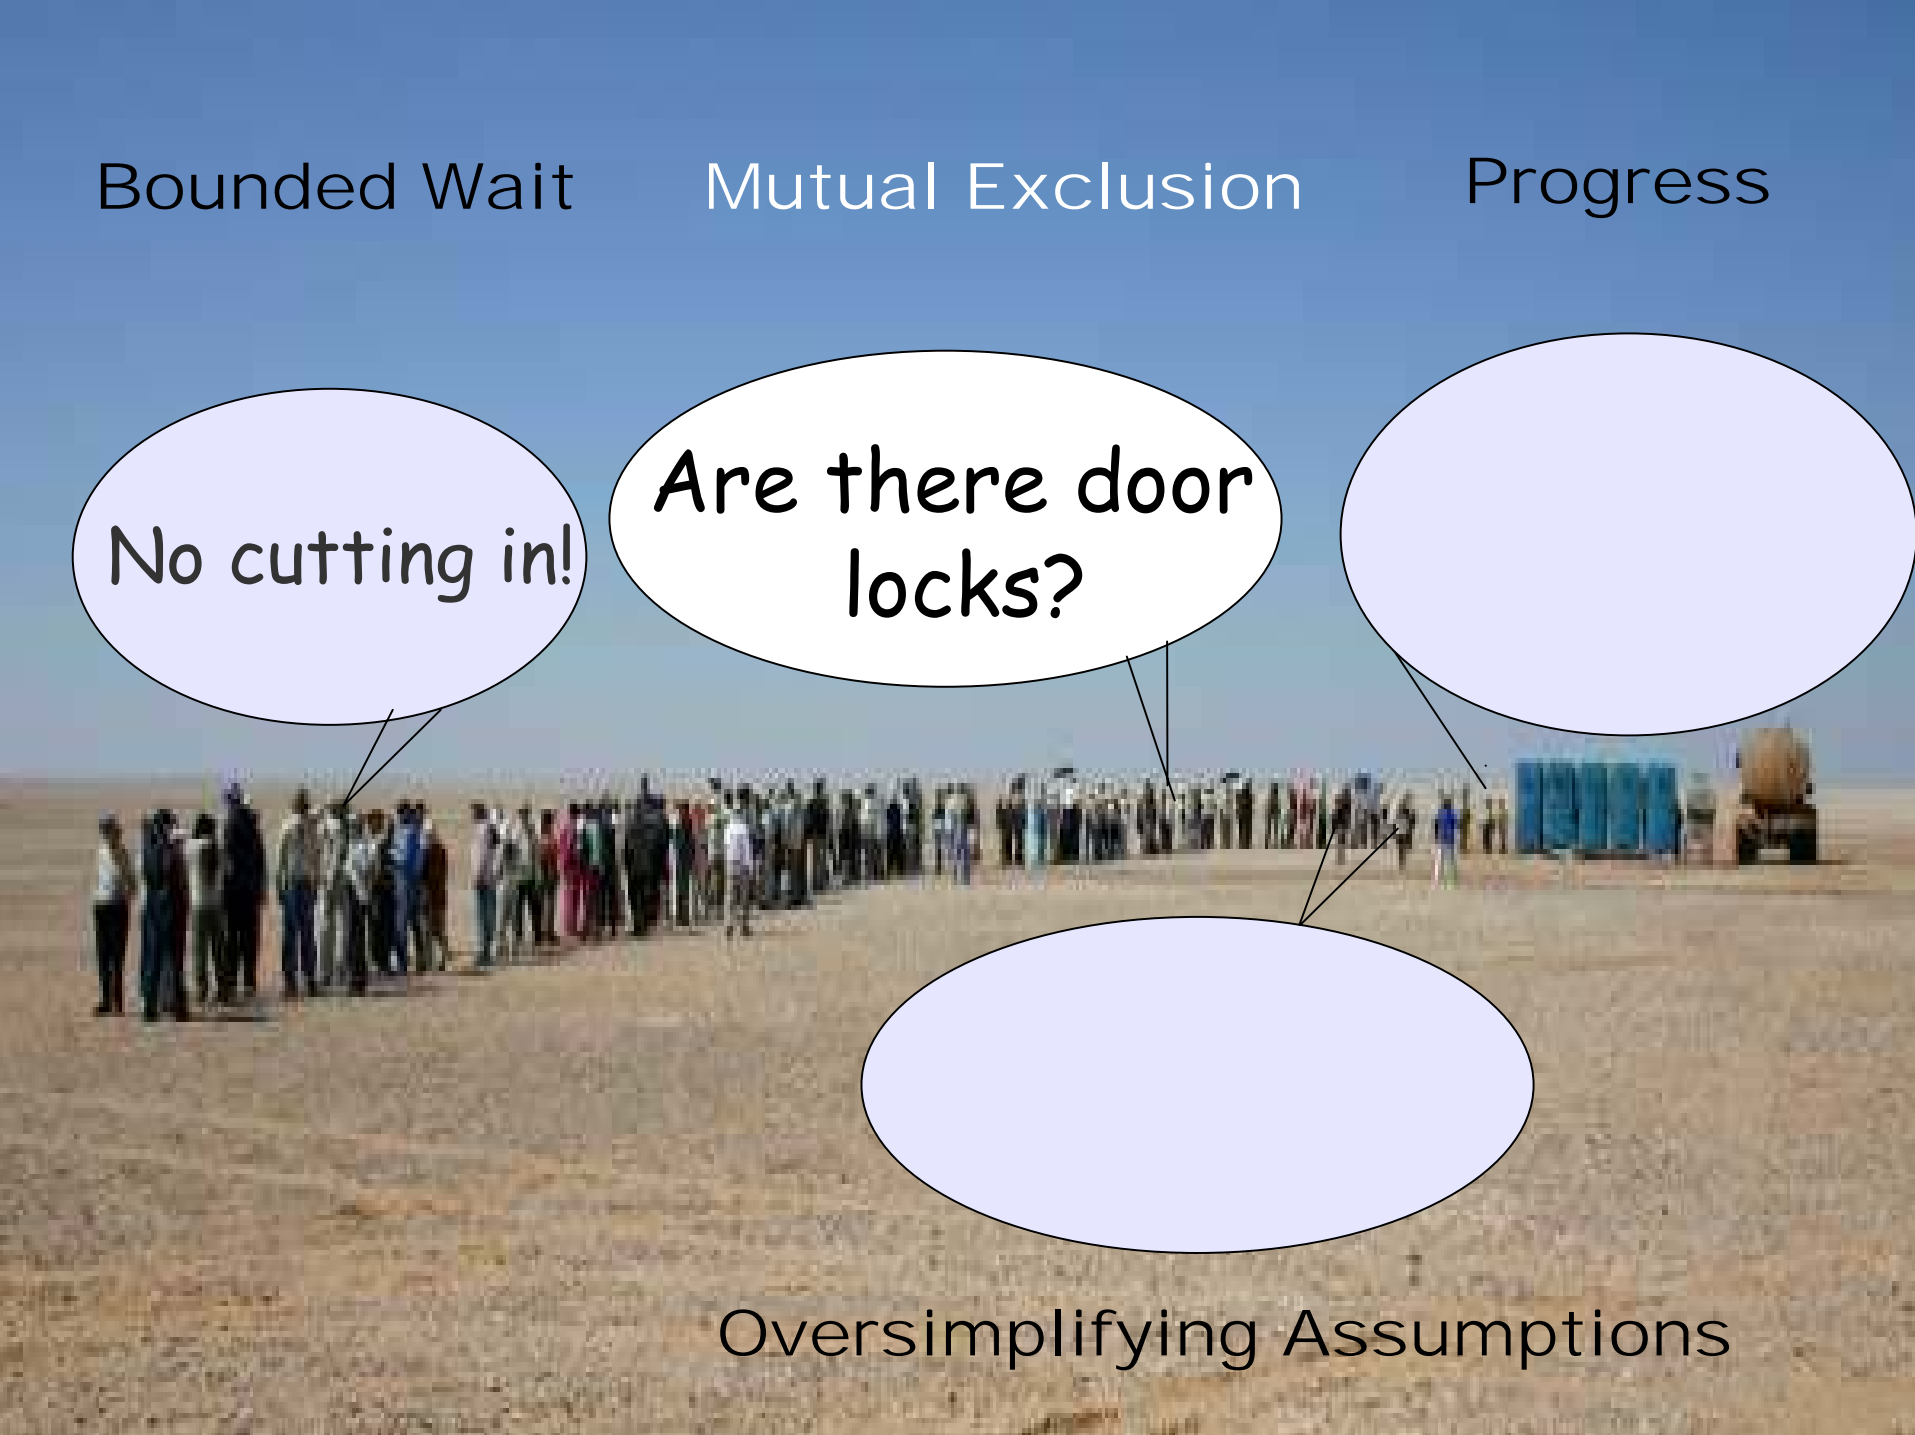 Bounded Wait
Mutual Exclusion
Progress
No cutting in!
Are there door
locks?
Oversimplifying Assumptions